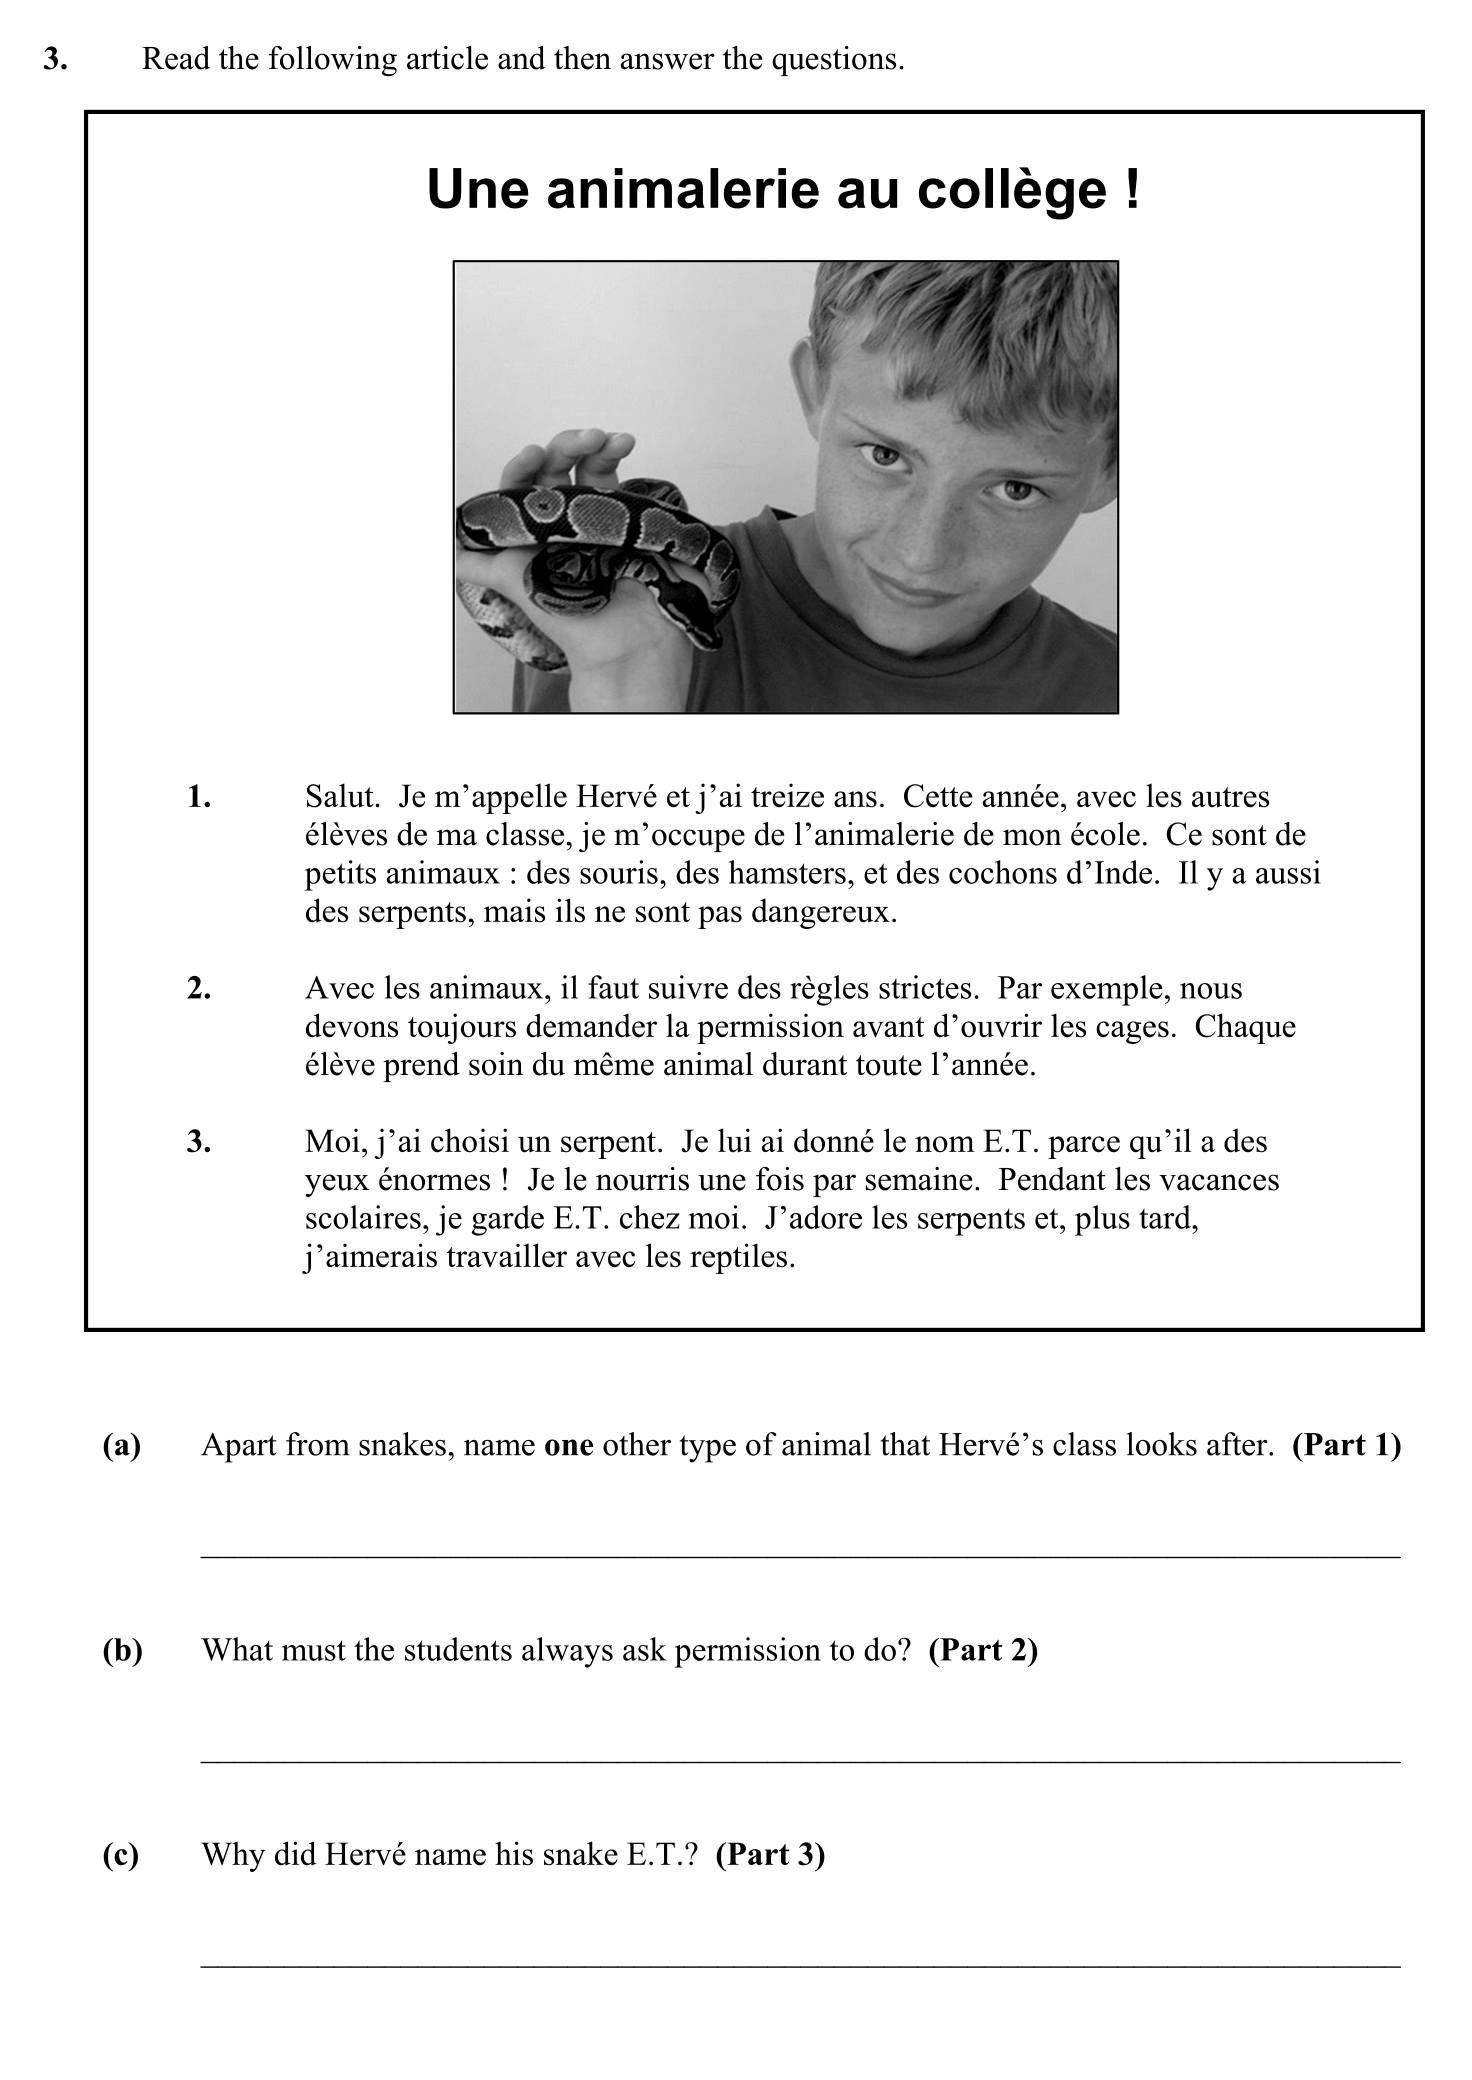 3. Read the following article and then answer the questions.
Une animalerie au collège !
1. Salut. Je m’appelle Hervé et j’ai treize ans. Cette année, avec les autres
élèves de ma classe, je m’occupe de l’animalerie de mon école. Ce sont de
petits animaux : des souris, des hamsters, et des cochons d’Inde. Il y a aussi
des serpents, mais ils ne sont pas dangereux.
2. Avec les animaux, il faut suivre des règles strictes. Par exemple, nous
devons toujours demander la permission avant d’ouvrir les cages. Chaque
élève prend soin du même animal durant toute l’année.
3. Moi, j’ai choisi un serpent. Je lui ai donné le nom E.T. parce qu’il a des
yeux énormes ! Je le nourris une fois par semaine. Pendant les vacances
scolaires, je garde E.T. chez moi. J’adore les serpents et, plus tard,
j’aimerais travailler avec les reptiles.
(a) Apart from snakes, name one other type of animal that Hervé’s class looks after. (Part 1)
(b) What must the students always ask permission to do? (Part 2)
(c) Why did Hervé name his snake E.T.? (Part 3)